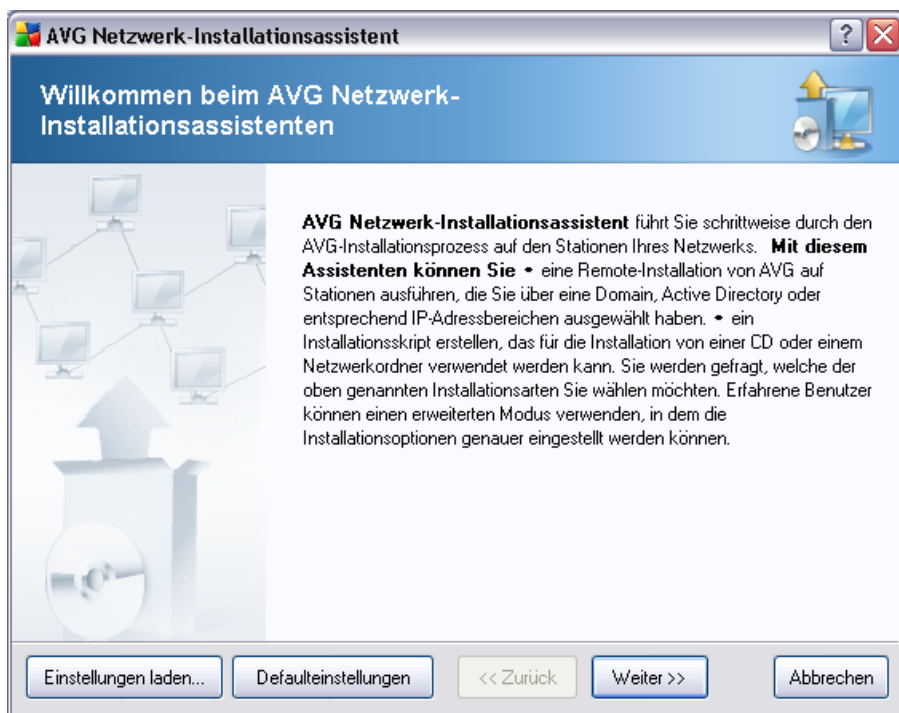 AVG Netzwerk-Installationsassistent
Willkommen beim AVG Netzwerk-
Installationsassistenten
AVG Netzwerk-Installationsassistent führt Sie schrittweise durch den
AVG-Installationsprozess auf den Stationen Ihres Netzwerks. Mit diesem
Assistenten können Sie • eine Remote-Installation von AVG auf
Stationen ausführen, die Sie über eine Domain, Active Directory oder
entsprechend IP-Adressbereichen ausgewählt haben. • ein
Installationsskript erstellen, das für die Installation von einer CD oder einem
Netzwerkordner verwendet werden kann. Sie werden gefragt, welche der
oben genannten Installationsarten Sie wählen möchten. Erfahrene Benutzer
können einen erweiterten Modus verwenden, in dem die
Installationsoptionen genauer eingestellt werden können.
Einstellungen laden... Defaulteinstellungen << Zurück Weiter >> Abbrechen